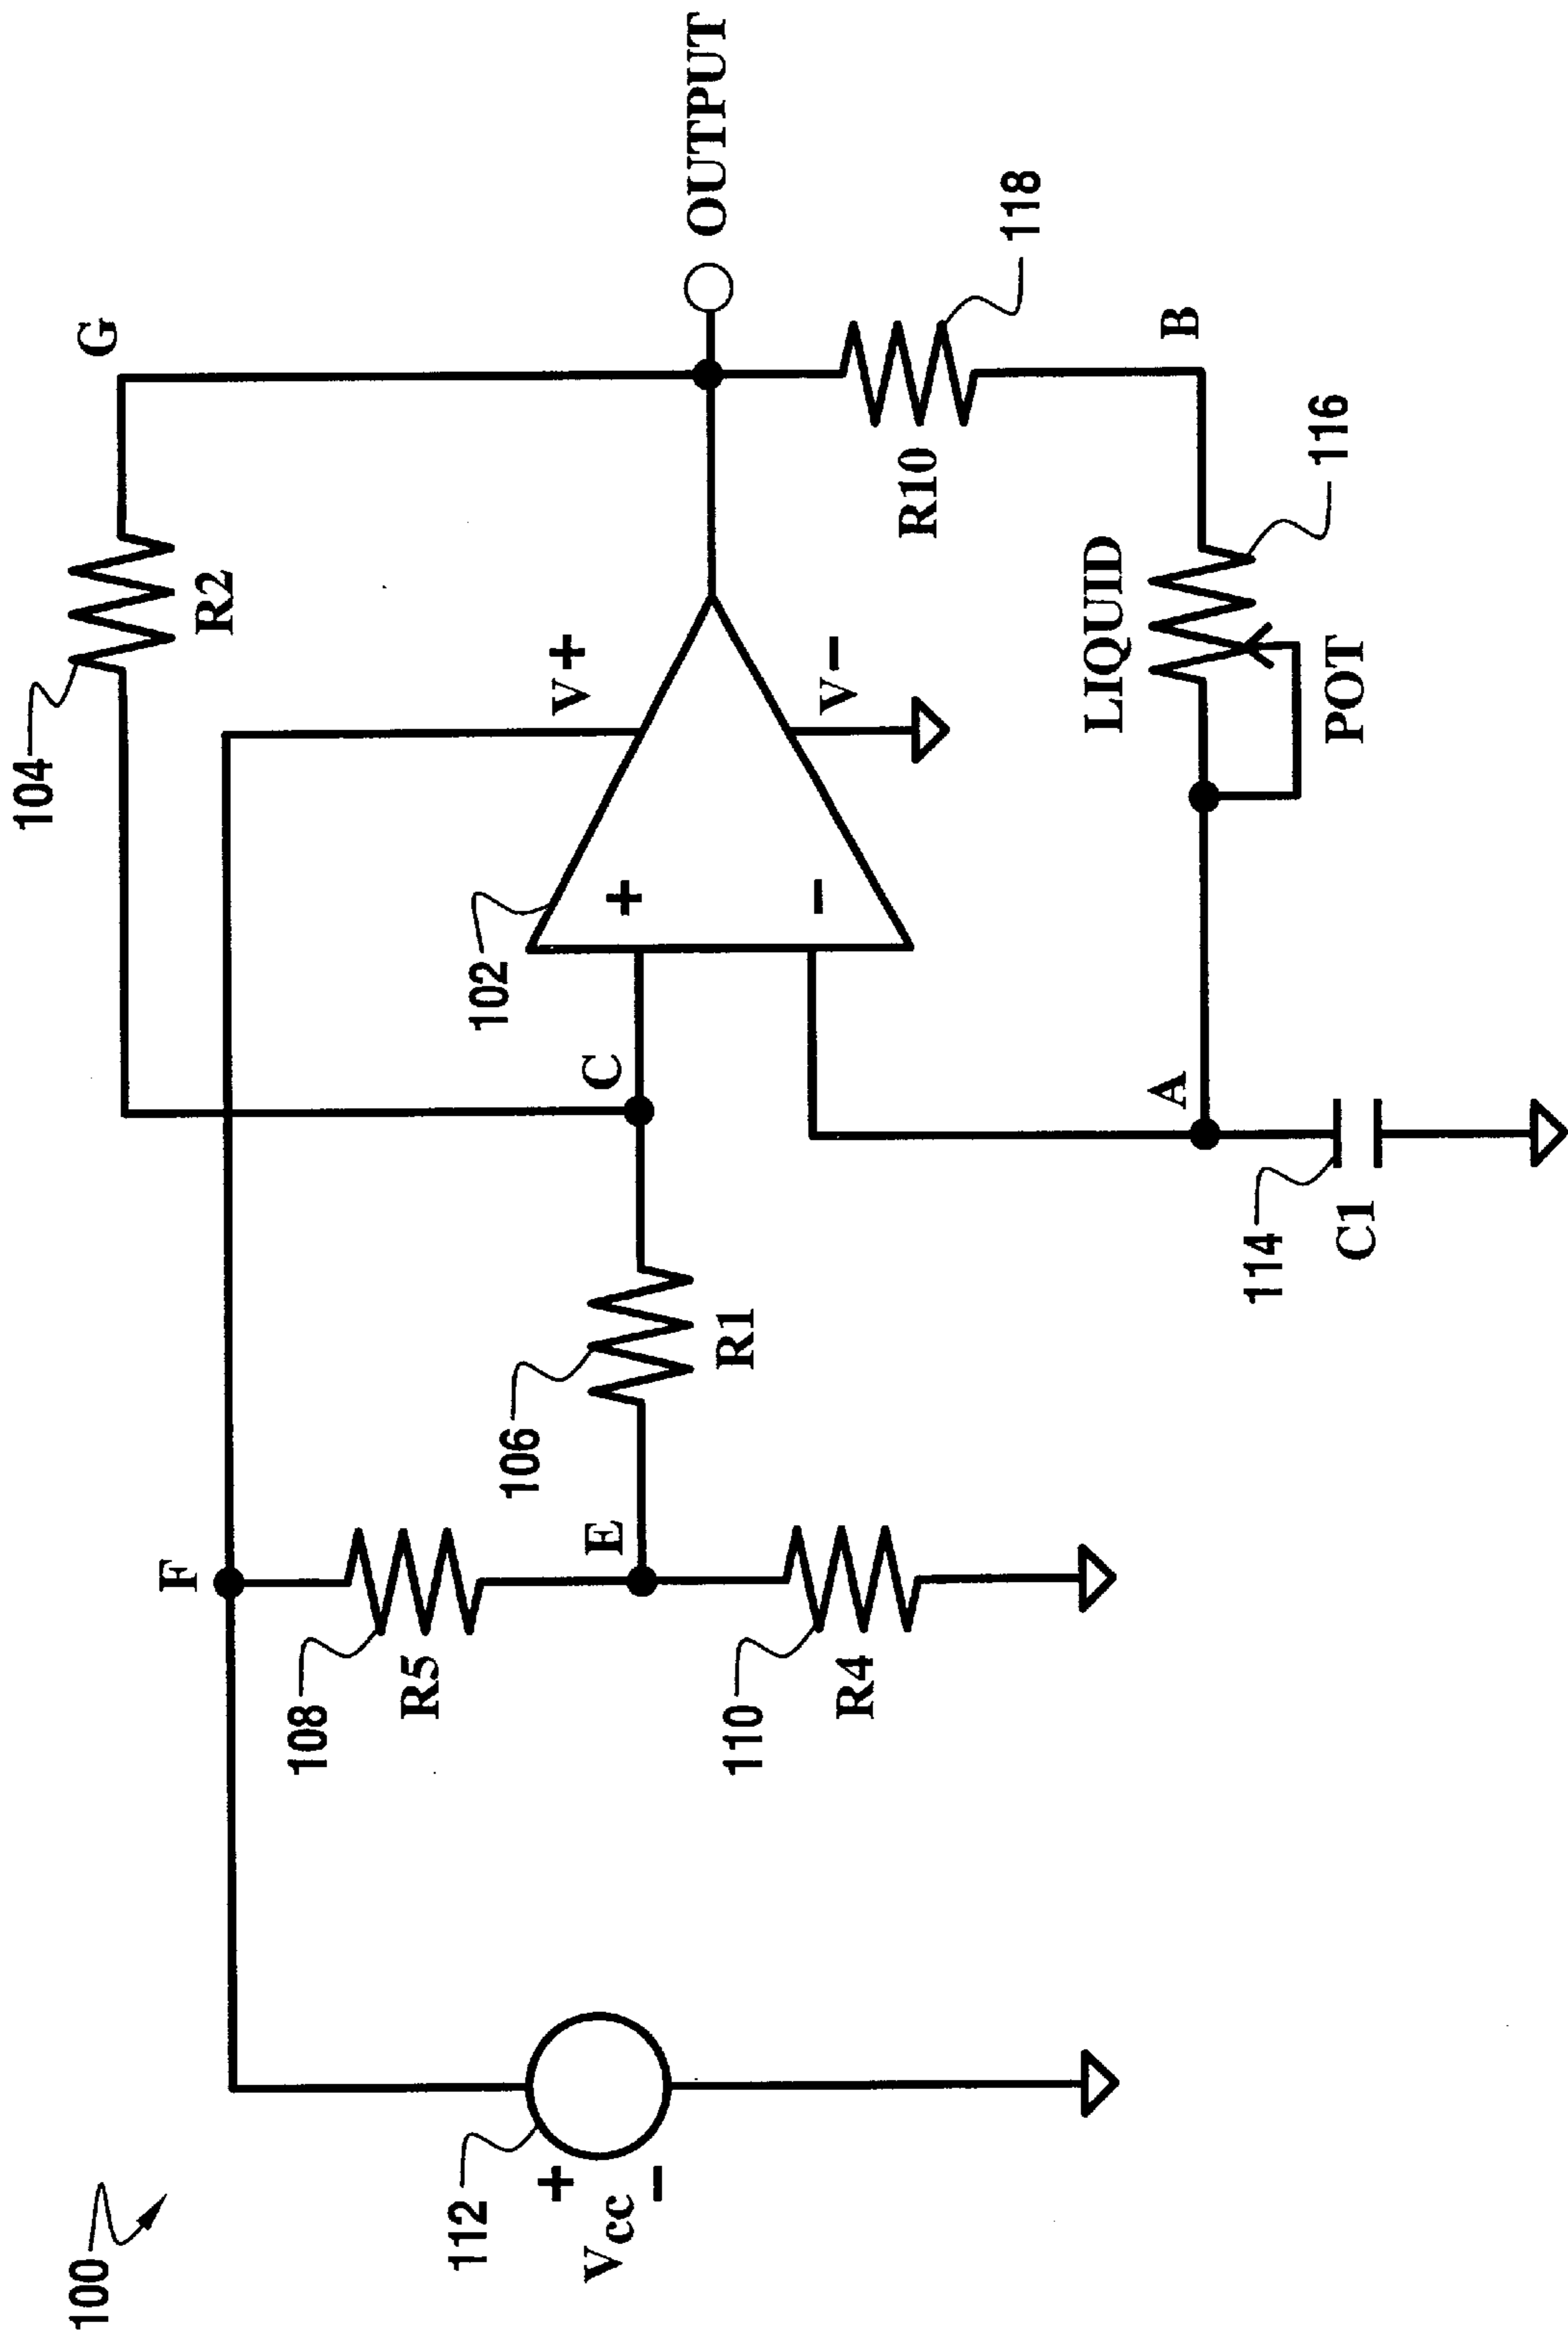 100
104
R2
G
F
V +
102
+
−
V −
OUTPUT
112
+
Vcc
−
108
R5
E
106
R1
C
110
R4
R10
118
A
LIQUID
B
114
C1
POT
116